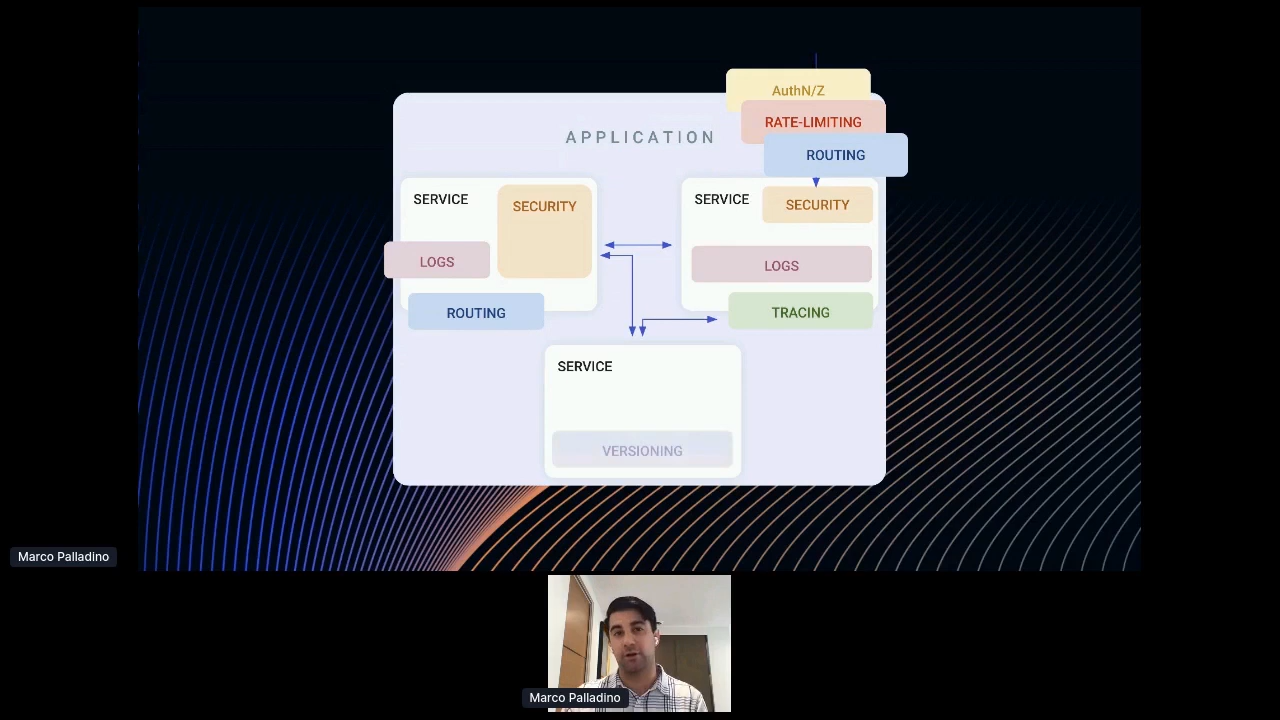 AuthN/Z
RATE-LIMITING
ROUTING
APPLICATION
SERVICE
SECURITY
LOGS
ROUTING
SERVICE
SECURITY
LOGS
TRACING
SERVICE
VERSIONING
Marco Palladino
Marco Palladino